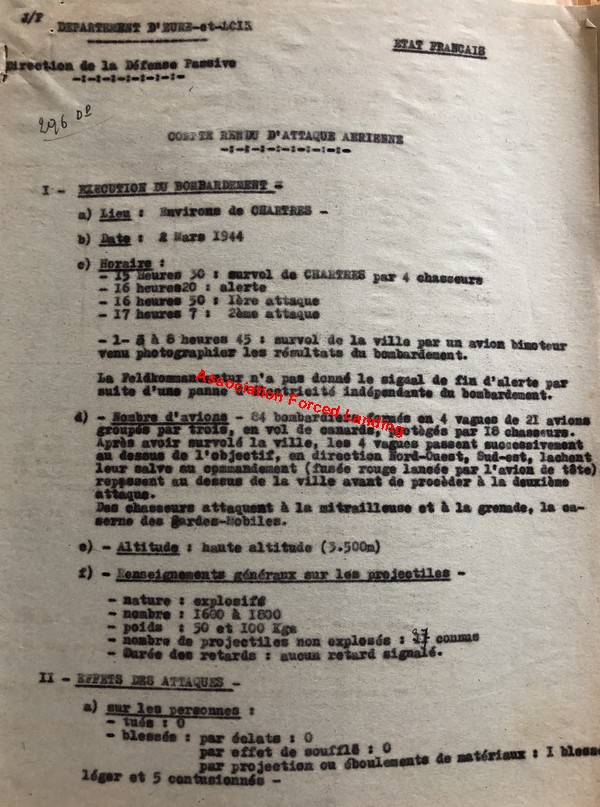 J/P
DEPARTEMENT D'EURE-et-LOIR
ETAT FRANCAIS
Direction de la Défense Passive
-:-:-:-:-:-:-:-
296 DP
COMPTE RENDU D'ATTAQUE AERIENNE
-:-:-:-:-:-:-:-:-
I - EXECUTION DU BOMBARDEMENT -
a) Lieu : Environs de CHARTRES -
b) Date : 2 Mars 1944
c) Horaire :
- 15 Heures 30 : survol de CHARTRES par 4 chasseurs
- 16 heures20 : alerte
- 16 heures 50 : 1ère attaque
- 17 heures 7 : 2ème attaque
- 1- 3 à 8 heures 45 : survol de la ville par un avion bimoteur
venu photographier les résultats du bombardement.
La Feldkommandatur n'a pas donné le signal de fin d'alerte par
suite d'une panne d'électricité indépendante du bombardement.
Association Forced Landing
d) - Nombre d'avions - 84 bombardiers formés en 4 vagues de 21 avions
groupés par trois, en vol de canards, protégés par 18 chasseurs.
Après avoir survolé la ville, les 4 vagues passent successivement
au dessus de l'objectif, en direction Nord-Ouest, Sud-est, lachent
leur salve au commandement (fusée rouge lancée par l'avion de tête)
repassent au dessus de la ville avant de procèder à la deuxième
attaque.
Des chasseurs attaquent à la mitrailleuse et à la grenade, la ca-
serne des Gardes-Mobiles.
e) - Altitude : haute altitude (3.500m)
f) - Renseignements généraux sur les projectiles -
- nature : explosifs
- nombre : 1600 à 1800
- poids : 50 et 100 Kgs
- nombre de projectiles non explosés : connus
- Durée des retards : aucun retard signalé.
II - EFFETS DES ATTAQUES -
a) sur les personnes :
- tués : 0
- blessés : par éclats : 0
par effet de soufflé : 0
par projection ou éboulements de matériaux : I blessé
léger et 5 contusionnés -